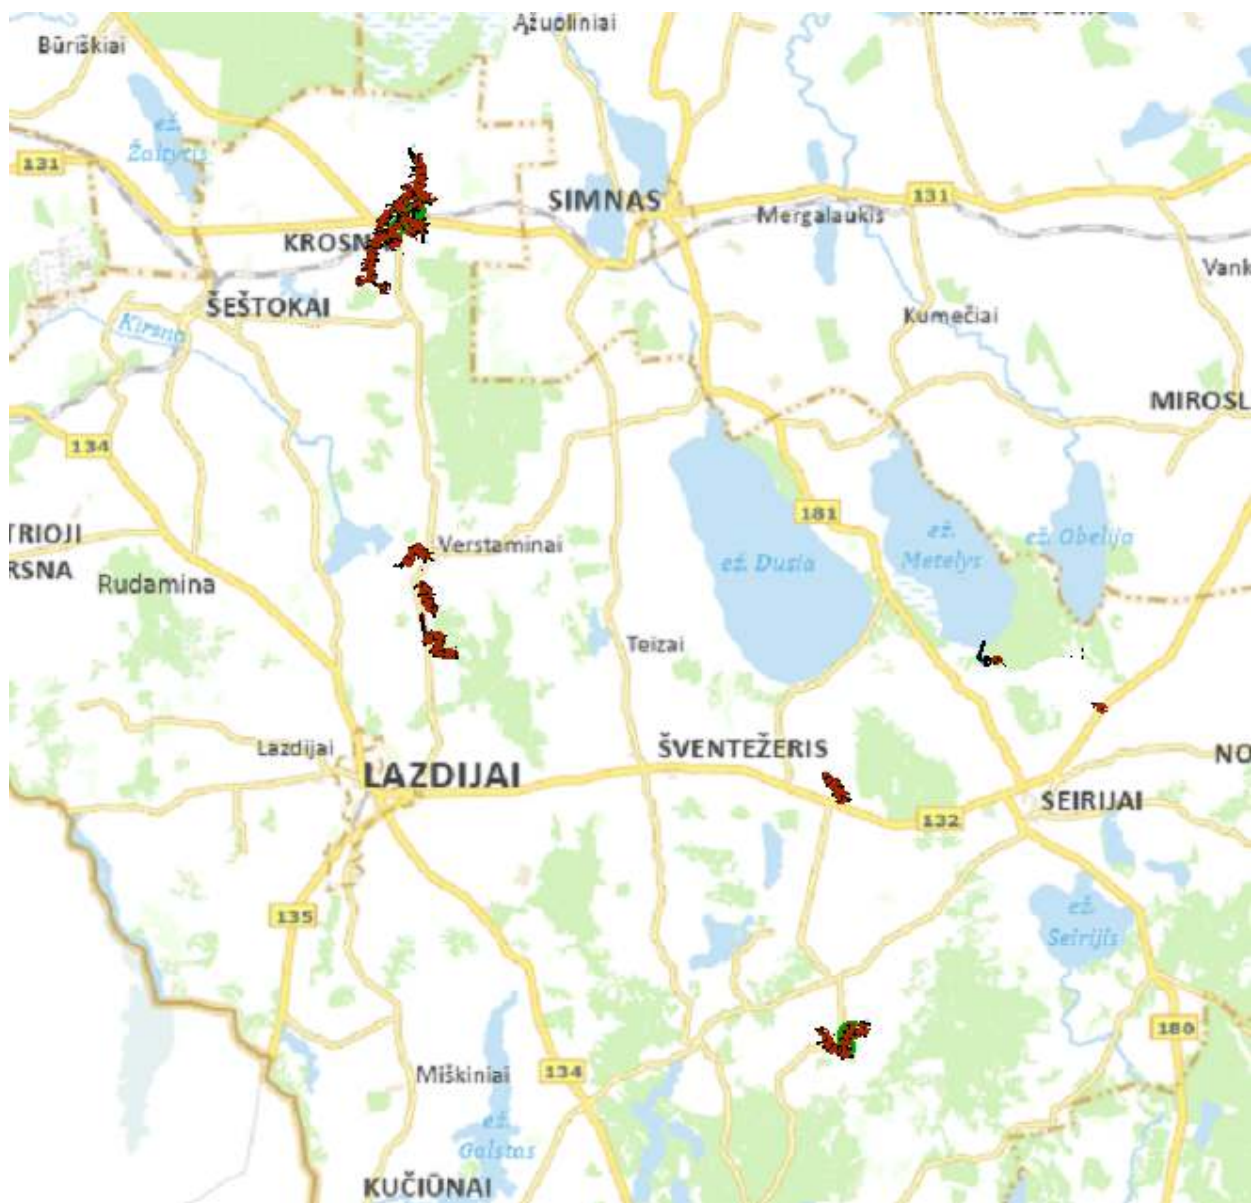 Ąžuoliniai
Būriškiai
ež.
Žaltytis
131
SIMNAS
131
Mergalaukis
KROSN
Vank
ŠEŠTOKAI
Kirsna
Kumečiai
MIROSL
134
181
TRIOJI
RSNA
Verstaminai
ež. Dusia
ež.
Metelys
ež. Obelija
Rudamina
Teizai
Lazdijai
ŠVENTEŽERIS
NO
LAZDIJAI
132
SEIRIJAI
135
ež.
Seirijis
180
Miškiniai
134
ež.
Galstas
KUČIŪNAI